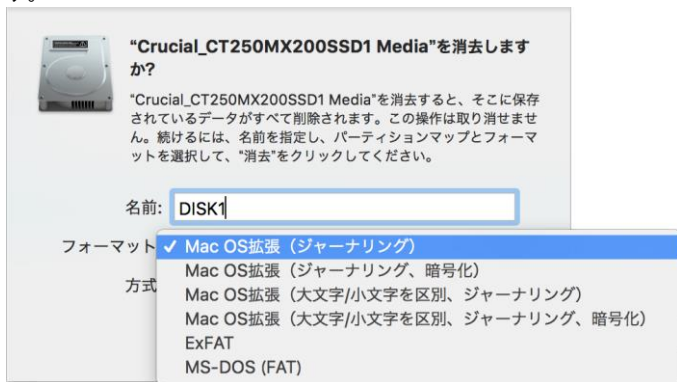 す。
“Crucial_CT250MX200SSD1 Media”を消去します
か?
“Crucial_CT250MX200SSD1 Media”を消去すると、そこに保存
されているデータがすべて削除されます。この操作は取り消せませ
ん。続けるには、名前を指定し、パーティションマップとフォーマ
ットを選択して、“消去”をクリックしてください。
名前: DISK1
フォーマット ✓ Mac OS拡張（ジャーナリング）
Mac OS拡張（ジャーナリング、暗号化）
方式 Mac OS拡張（大文字/小文字を区別、ジャーナリング）
Mac OS拡張（大文字/小文字を区別、ジャーナリング、暗号化）
ExFAT
MS-DOS (FAT)